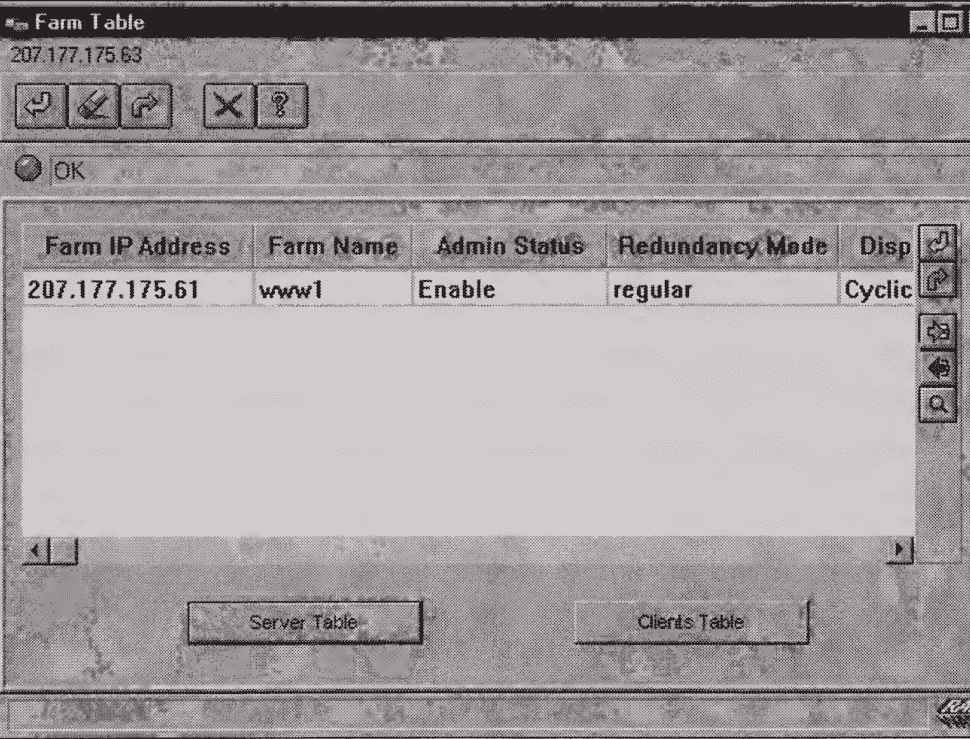 Farm Table
207.177.175.63
OK
Farm IP Address Farm Name Admin Status Redundancy Mode Disp
207.177.175.61 www1 Enable regular Cyclic
Server Table Clients Table